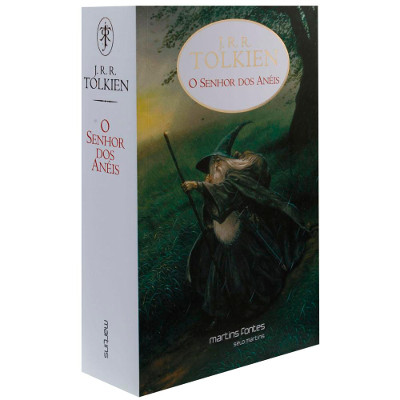 J. R. R.
TOLKIEN
O SENHOR
DOS
ANÉIS
martins
J. R. R.
TOLKIEN
O SENHOR DOS ANÉIS
martins fontes
selo martins